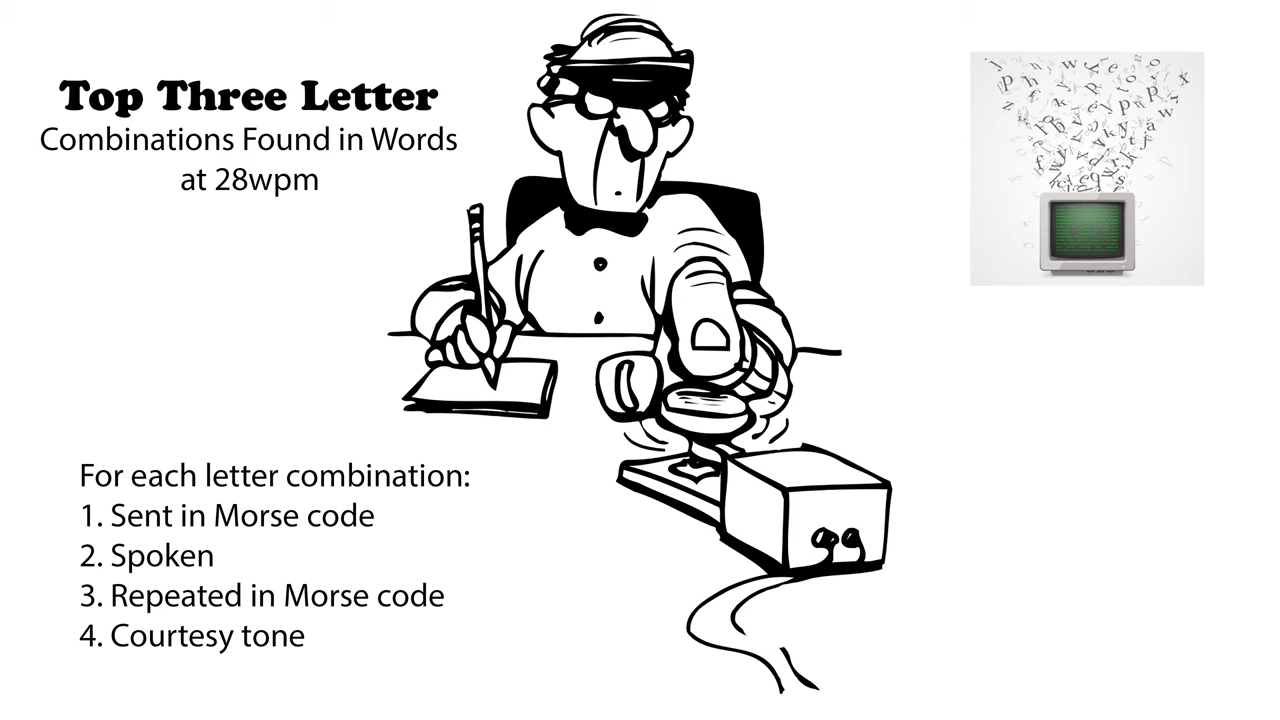 Top Three Letter
Combinations Found in Words
at 28wpm
For each letter combination:
1. Sent in Morse code
2. Spoken
3. Repeated in Morse code
4. Courtesy tone